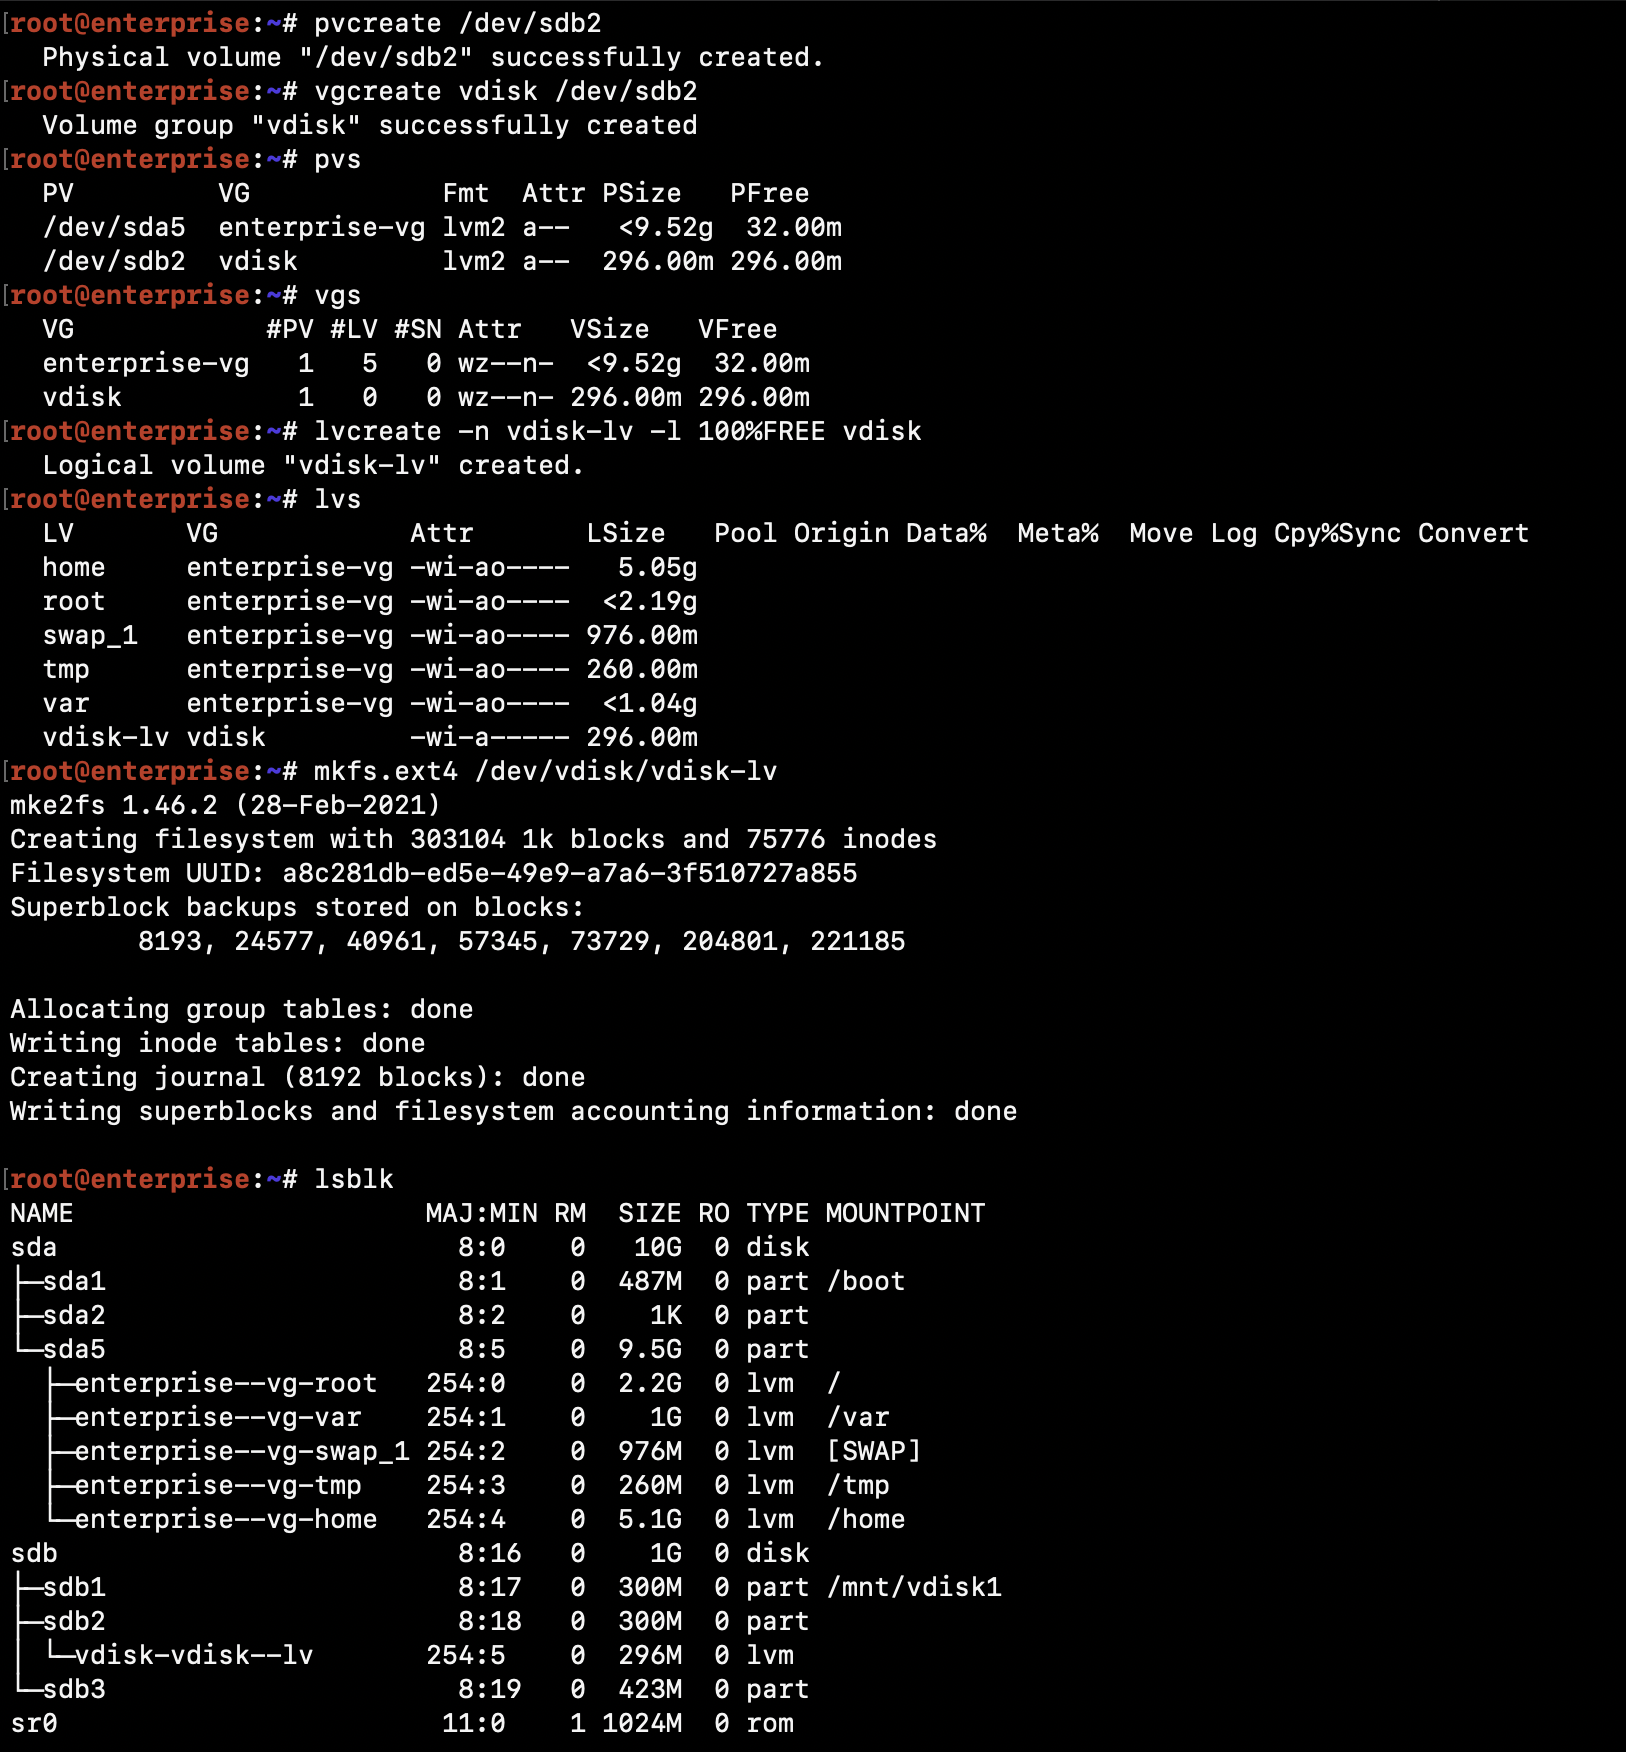 [root@enterprise:~# pvcreate /dev/sdb2
  Physical volume "/dev/sdb2" successfully created.
[root@enterprise:~# vgcreate vdisk /dev/sdb2
  Volume group "vdisk" successfully created
[root@enterprise:~# pvs
  PV         VG            Fmt  Attr PSize   PFree
  /dev/sda5  enterprise-vg lvm2 a--   <9.52g  32.00m
  /dev/sdb2  vdisk         lvm2 a--  296.00m 296.00m
[root@enterprise:~# vgs
  VG            #PV #LV #SN Attr   VSize   VFree
  enterprise-vg   1   5   0 wz--n-  <9.52g  32.00m
  vdisk           1   0   0 wz--n- 296.00m 296.00m
[root@enterprise:~# lvcreate -n vdisk-lv -l 100%FREE vdisk
  Logical volume "vdisk-lv" created.
[root@enterprise:~# lvs
  LV       VG            Attr       LSize   Pool Origin Data%  Meta%  Move Log Cpy%Sync Convert
  home     enterprise-vg -wi-ao----   5.05g
  root     enterprise-vg -wi-ao----  <2.19g
  swap_1   enterprise-vg -wi-ao---- 976.00m
  tmp      enterprise-vg -wi-ao---- 260.00m
  var      enterprise-vg -wi-ao----  <1.04g
  vdisk-lv vdisk         -wi-a----- 296.00m
[root@enterprise:~# mkfs.ext4 /dev/vdisk/vdisk-lv
mke2fs 1.46.2 (28-Feb-2021)
Creating filesystem with 303104 1k blocks and 75776 inodes
Filesystem UUID: a8c281db-ed5e-49e9-a7a6-3f510727a855
Superblock backups stored on blocks:
        8193, 24577, 40961, 57345, 73729, 204801, 221185
Allocating group tables: done
Writing inode tables: done
Creating journal (8192 blocks): done
Writing superblocks and filesystem accounting information: done
[root@enterprise:~# lsblk
NAME                      MAJ:MIN RM  SIZE RO TYPE MOUNTPOINT
sda                         8:0    0   10G  0 disk
├─sda1                      8:1    0  487M  0 part /boot
├─sda2                      8:2    0    1K  0 part
└─sda5                      8:5    0  9.5G  0 part
  ├─enterprise--vg-root   254:0    0  2.2G  0 lvm  /
  ├─enterprise--vg-var    254:1    0    1G  0 lvm  /var
  ├─enterprise--vg-swap_1 254:2    0  976M  0 lvm  [SWAP]
  ├─enterprise--vg-tmp    254:3    0  260M  0 lvm  /tmp
  └─enterprise--vg-home   254:4    0  5.1G  0 lvm  /home
sdb                         8:16   0    1G  0 disk
├─sdb1                      8:17   0  300M  0 part /mnt/vdisk1
├─sdb2                      8:18   0  300M  0 part
│ └─vdisk-vdisk--lv       254:5    0  296M  0 lvm
└─sdb3                      8:19   0  423M  0 part
sr0                        11:0    1 1024M  0 rom